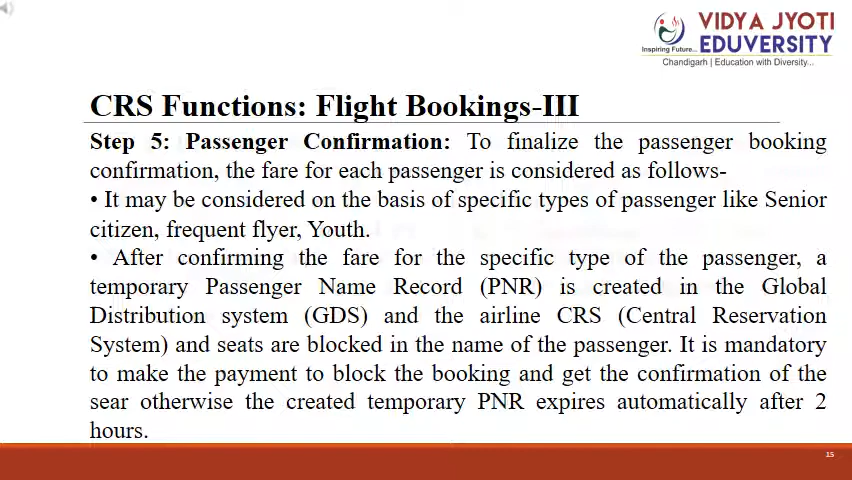 VIDYA JYOTI
EDUVERSITY
Inspiring Future...
Chandigarh | Education with Diversity...
CRS Functions: Flight Bookings-III
Step 5: Passenger Confirmation: To finalize the passenger booking
confirmation, the fare for each passenger is considered as follows-
• It may be considered on the basis of specific types of passenger like Senior
citizen, frequent flyer, Youth.
• After confirming the fare for the specific type of the passenger, a
temporary Passenger Name Record (PNR) is created in the Global
Distribution system (GDS) and the airline CRS (Central Reservation
System) and seats are blocked in the name of the passenger. It is mandatory
to make the payment to block the booking and get the confirmation of the
sear otherwise the created temporary PNR expires automatically after 2
hours.
15